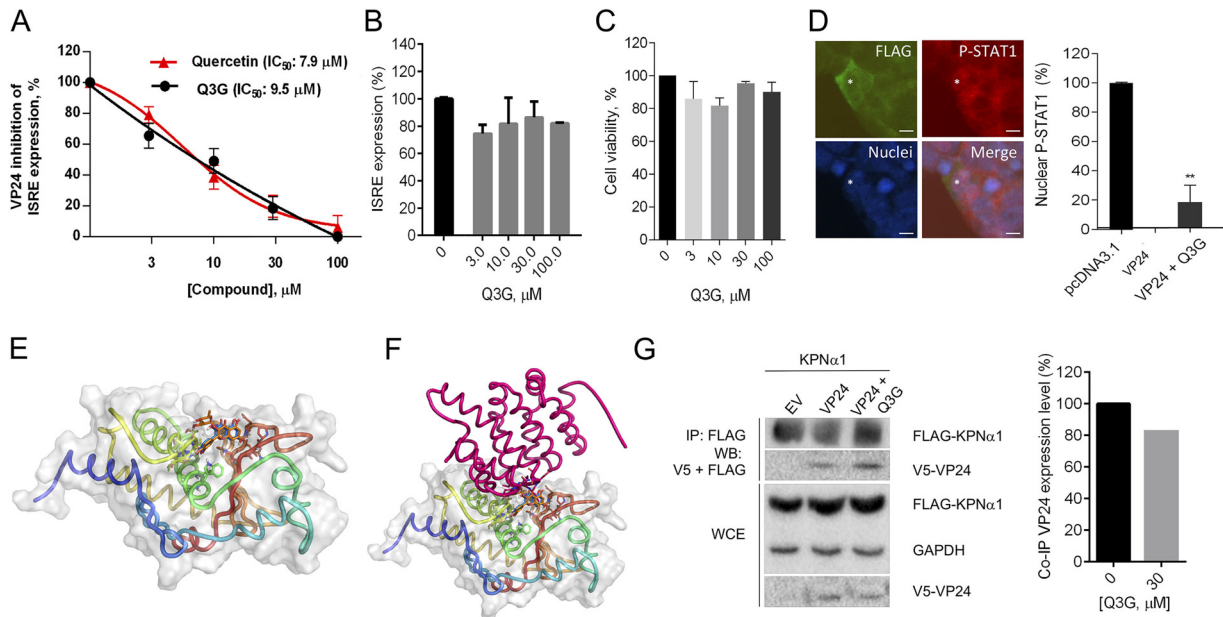 A
Quercetin (IC50: 7.9 μM)
Q3G (IC50: 9.5 μM)
VP24 inhibition of
ISRE expression, %
120
100
80
60
40
20
0
3
10
30
100
[Compound], μM
B
ISRE expression (%)
140
120
100
80
60
40
20
0
0
3.0
10.0
30.0
100.0
Q3G, μM
C
Cell viability, %
120
100
80
60
40
20
0
0
3
10
30
100
Q3G, μM
D
FLAG
P-STAT1
*
*
Nuclei
Merge
*
*
Nuclear P-STAT1 (%)
120
100
80
60
40
20
0
**
pcDNA3.1
VP24
VP24 + Q3G
E
F
G
KPNα1
EV
VP24
VP24 +
Q3G
IP: FLAG
WB:
V5 + FLAG
FLAG-KPNα1
V5-VP24
WCE
FLAG-KPNα1
GAPDH
V5-VP24
Co-IP VP24 expression level (%)
120
100
80
60
40
20
0
0
30
[Q3G, μM]